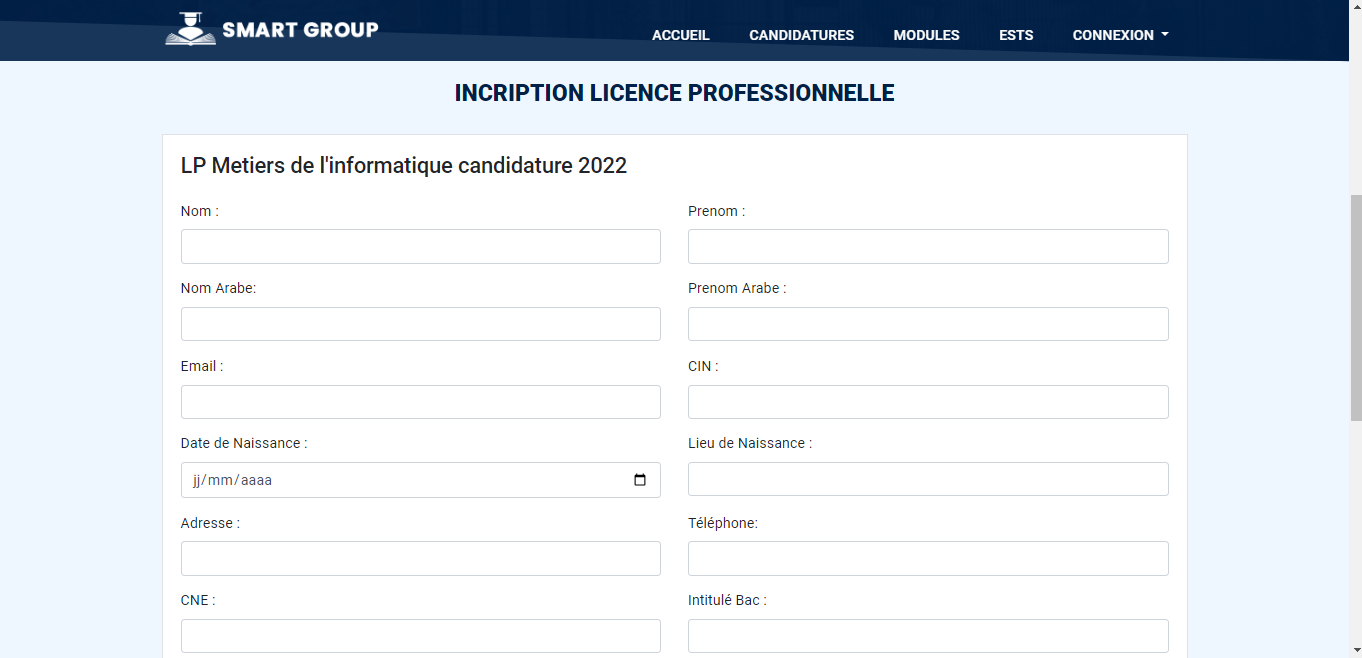 SMART GROUP
ACCUEIL CANDIDATURES MODULES ESTS CONNEXION
INCRIPTION LICENCE PROFESSIONNELLE
LP Metiers de l'informatique candidature 2022
Nom : Prenom :
Nom Arabe: Prenom Arabe :
Email : CIN :
Date de Naissance : Lieu de Naissance :
jj/mm/aaaa
Adresse : Téléphone:
CNE : Intitulé Bac :